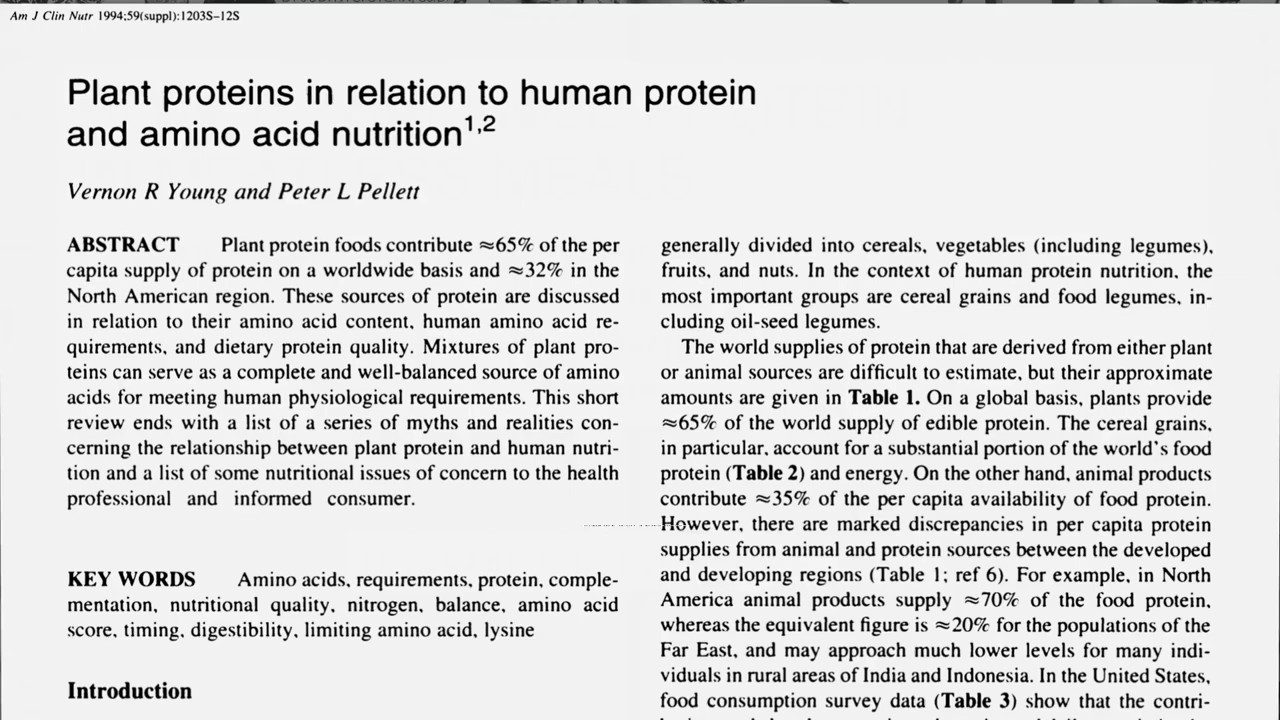 Am J Clin Nutr 1994;59(suppl):1203S–12S
Plant proteins in relation to human protein
and amino acid nutrition1,2
Vernon R Young and Peter L Pellett
ABSTRACT Plant protein foods contribute ≈65% of the per
capita supply of protein on a worldwide basis and ≈32% in the
North American region. These sources of protein are discussed
in relation to their amino acid content, human amino acid re-
quirements, and dietary protein quality. Mixtures of plant pro-
teins can serve as a complete and well-balanced source of amino
acids for meeting human physiological requirements. This short
review ends with a list of a series of myths and realities con-
cerning the relationship between plant protein and human nutri-
tion and a list of some nutritional issues of concern to the health
professional and informed consumer.
KEY WORDS Amino acids, requirements, protein, comple-
mentation, nutritional quality, nitrogen, balance, amino acid
score, timing, digestibility, limiting amino acid, lysine
Introduction
generally divided into cereals, vegetables (including legumes),
fruits, and nuts. In the context of human protein nutrition, the
most important groups are cereal grains and food legumes, in-
cluding oil-seed legumes.
The world supplies of protein that are derived from either plant
or animal sources are difficult to estimate, but their approximate
amounts are given in Table 1. On a global basis, plants provide
≈65% of the world supply of edible protein. The cereal grains,
in particular, account for a substantial portion of the world's food
protein (Table 2) and energy. On the other hand, animal products
contribute ≈35% of the per capita availability of food protein.
However, there are marked discrepancies in per capita protein
supplies from animal and protein sources between the developed
and developing regions (Table 1; ref 6). For example, in North
America animal products supply ≈70% of the food protein,
whereas the equivalent figure is ≈20% for the populations of the
Far East, and may approach much lower levels for many indi-
viduals in rural areas of India and Indonesia. In the United States,
food consumption survey data (Table 3) show that the contri-